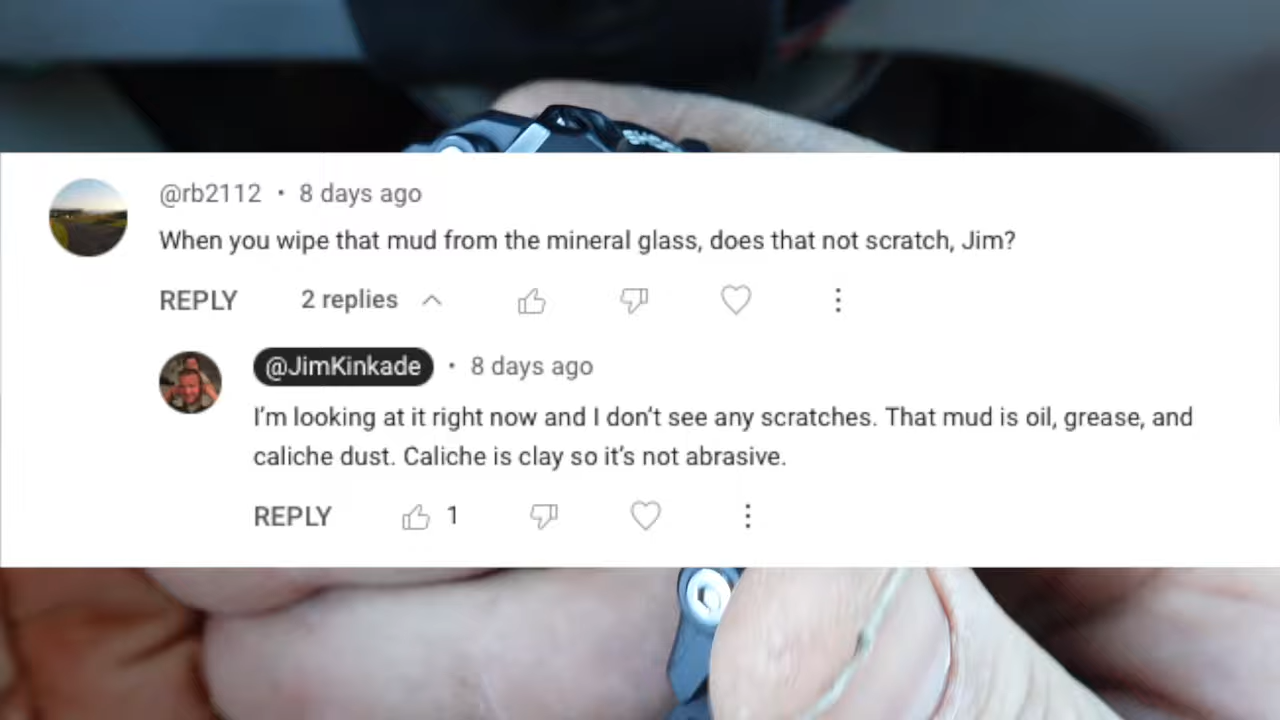 @rb2112 • 8 days ago
When you wipe that mud from the mineral glass, does that not scratch, Jim?
REPLY 2 replies
@JimKinkade • 8 days ago
I'm looking at it right now and I don't see any scratches. That mud is oil, grease, and
caliche dust. Caliche is clay so it's not abrasive.
REPLY 1